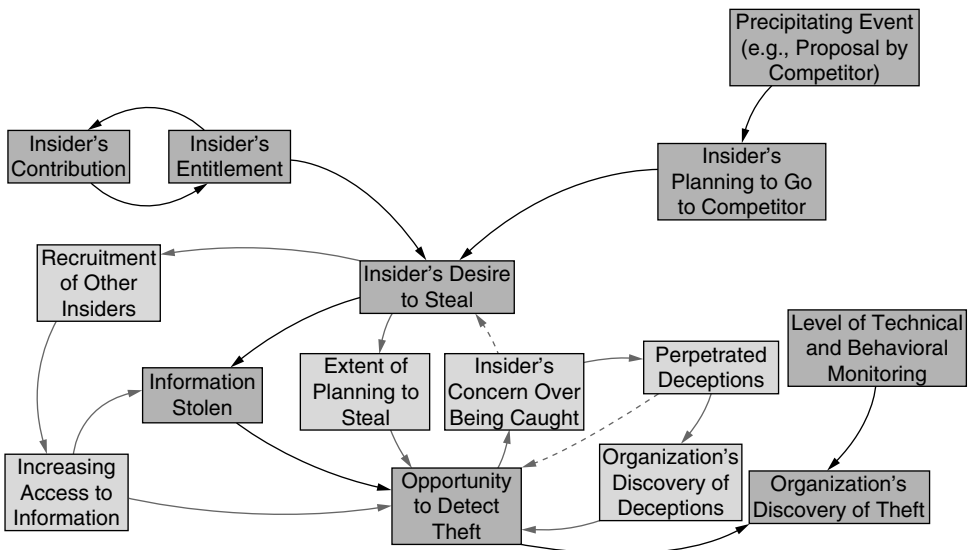 Precipitating Event
(e.g., Proposal by
Competitor)
Insider's
Contribution
Insider's
Entitlement
Insider's
Planning to Go
to Competitor
Recruitment
of Other
Insiders
Insider's Desire
to Steal
Level of Technical
and Behavioral
Monitoring
Information
Stolen
Extent of
Planning to
Steal
Insider's
Concern Over
Being Caught
Perpetrated
Deceptions
Increasing
Access to
Information
Opportunity
to Detect
Theft
Organization's
Discovery of
Deceptions
Organization's
Discovery of Theft